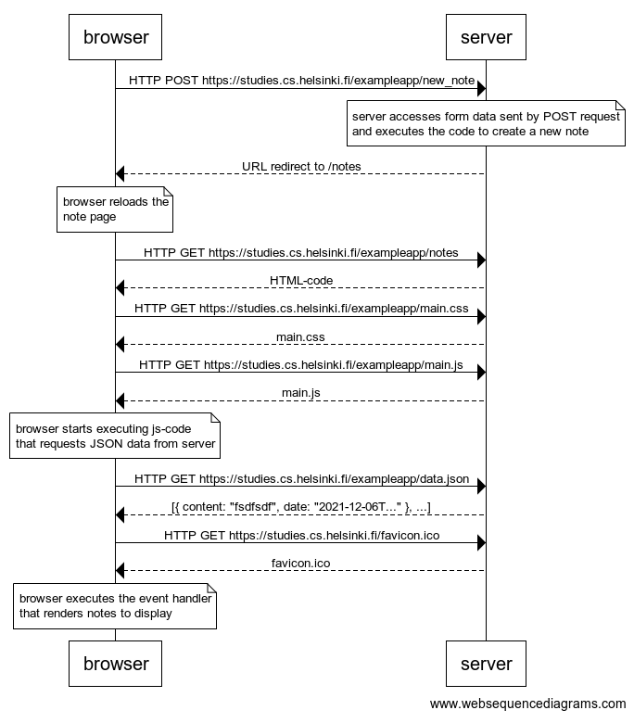 browser
server
HTTP POST https://studies.cs.helsinki.fi/exampleapp/new_note
server accesses form data sent by POST request
and executes the code to create a new note
URL redirect to /notes
browser reloads the
note page
HTTP GET https://studies.cs.helsinki.fi/exampleapp/notes
HTML-code
HTTP GET https://studies.cs.helsinki.fi/exampleapp/main.css
main.css
HTTP GET https://studies.cs.helsinki.fi/exampleapp/main.js
main.js
browser starts executing js-code
that requests JSON data from server
HTTP GET https://studies.cs.helsinki.fi/exampleapp/data.json
[{ content: "fsdfsdf", date: "2021-12-06T..." }, ...]
HTTP GET https://studies.cs.helsinki.fi/favicon.ico
favicon.ico
browser executes the event handler
that renders notes to display
browser
server
www.websequencediagrams.com